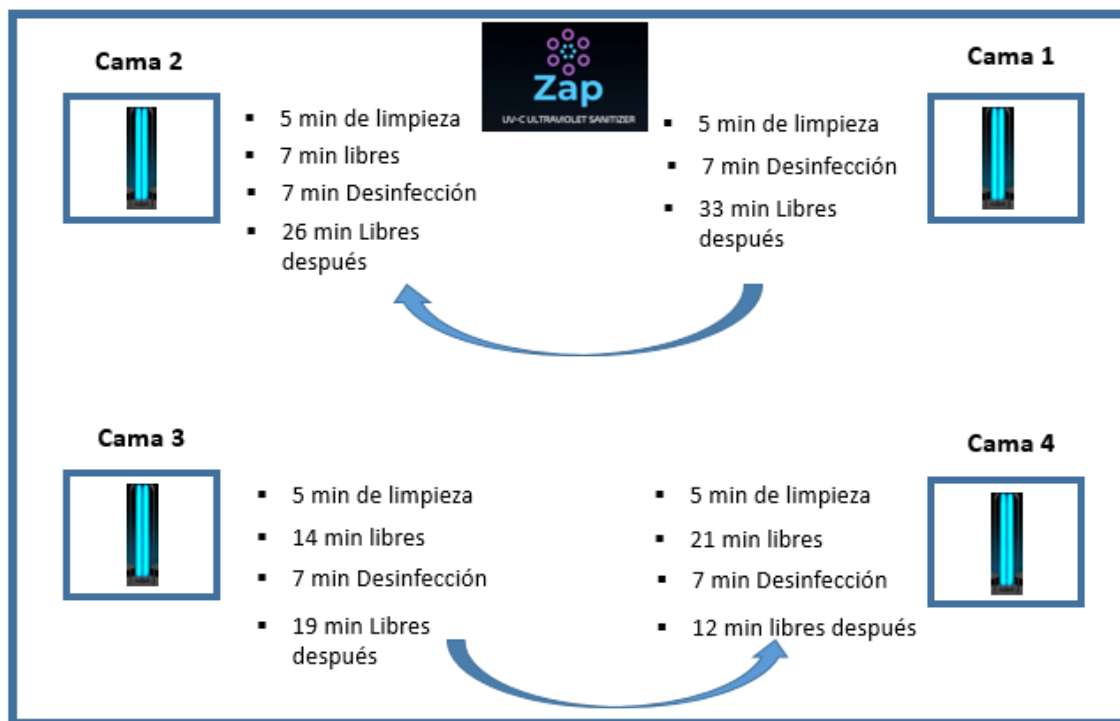 Cama 2
▪ 5 min de limpieza
▪ 7 min libres
▪ 7 min Desinfección
▪ 26 min Libres
después
Zap
UV-C ULTRAVIOLET SANITIZER
Cama 1
▪ 5 min de limpieza
▪ 7 min Desinfección
▪ 33 min Libres
después
Cama 3
▪ 5 min de limpieza
▪ 14 min libres
▪ 7 min Desinfección
▪ 19 min Libres
después
Cama 4
▪ 5 min de limpieza
▪ 21 min libres
▪ 7 min Desinfección
▪ 12 min libres después